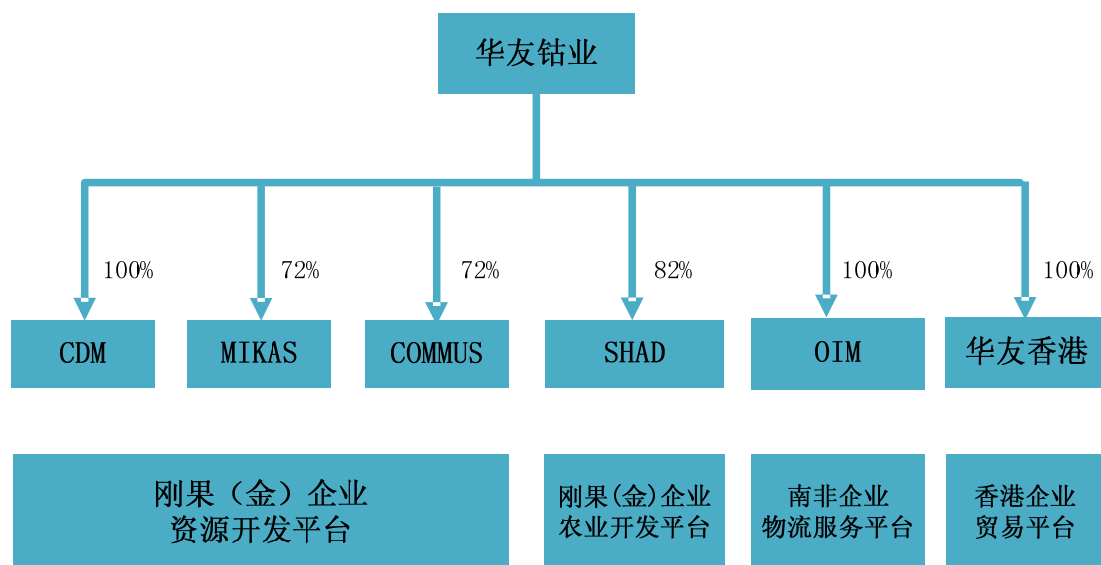 华友钴业
100%
72%
72%
82%
100%
100%
CDM
MIKAS
COMMUS
SHAD
OIM
华友香港
刚果（金）企业
资源开发平台
刚果(金)企业
农业开发平台
南非企业
物流服务平台
香港企业
贸易平台